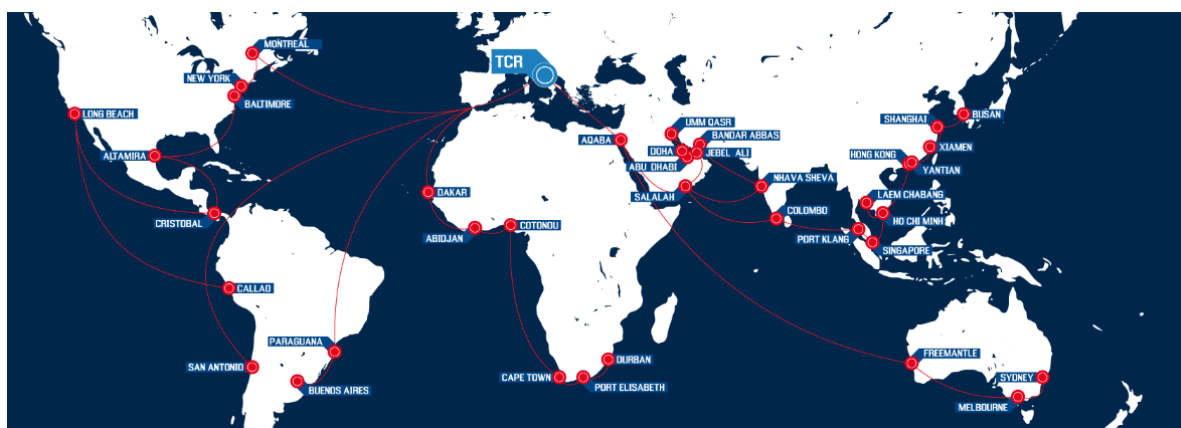 MONTREAL
TCR
NEW YORK
BALTIMORE
LONG BEACH
ALTAMIRA
CRISTOBAL
CALLAO
SAN ANTONIO
PARAGUANA
BUENOS AIRES
DAKAR
ABIDJAN
COTONOU
CAPE TOWN
PORT ELISABETH
DURBAN
AQABA
UMM QASR
BANDAR ABBAS
DOHA
JEBEL ALI
ABU DHABI
SALALAH
NHAVA SHEVA
COLOMBO
PORT KLANG
SINGAPORE
LAEM CHABANG
HO CHI MINH
HONG KONG
YANTIAN
XIAMEN
SHANGHAI
BUSAN
FREEMANTLE
SYDNEY
MELBOURNE